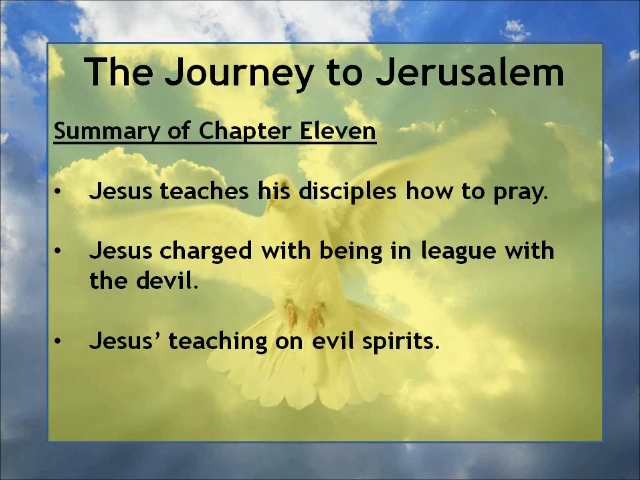 The Journey to Jerusalem
Summary of Chapter Eleven
• Jesus teaches his disciples how to pray.
• Jesus charged with being in league with
the devil.
• Jesus’ teaching on evil spirits.